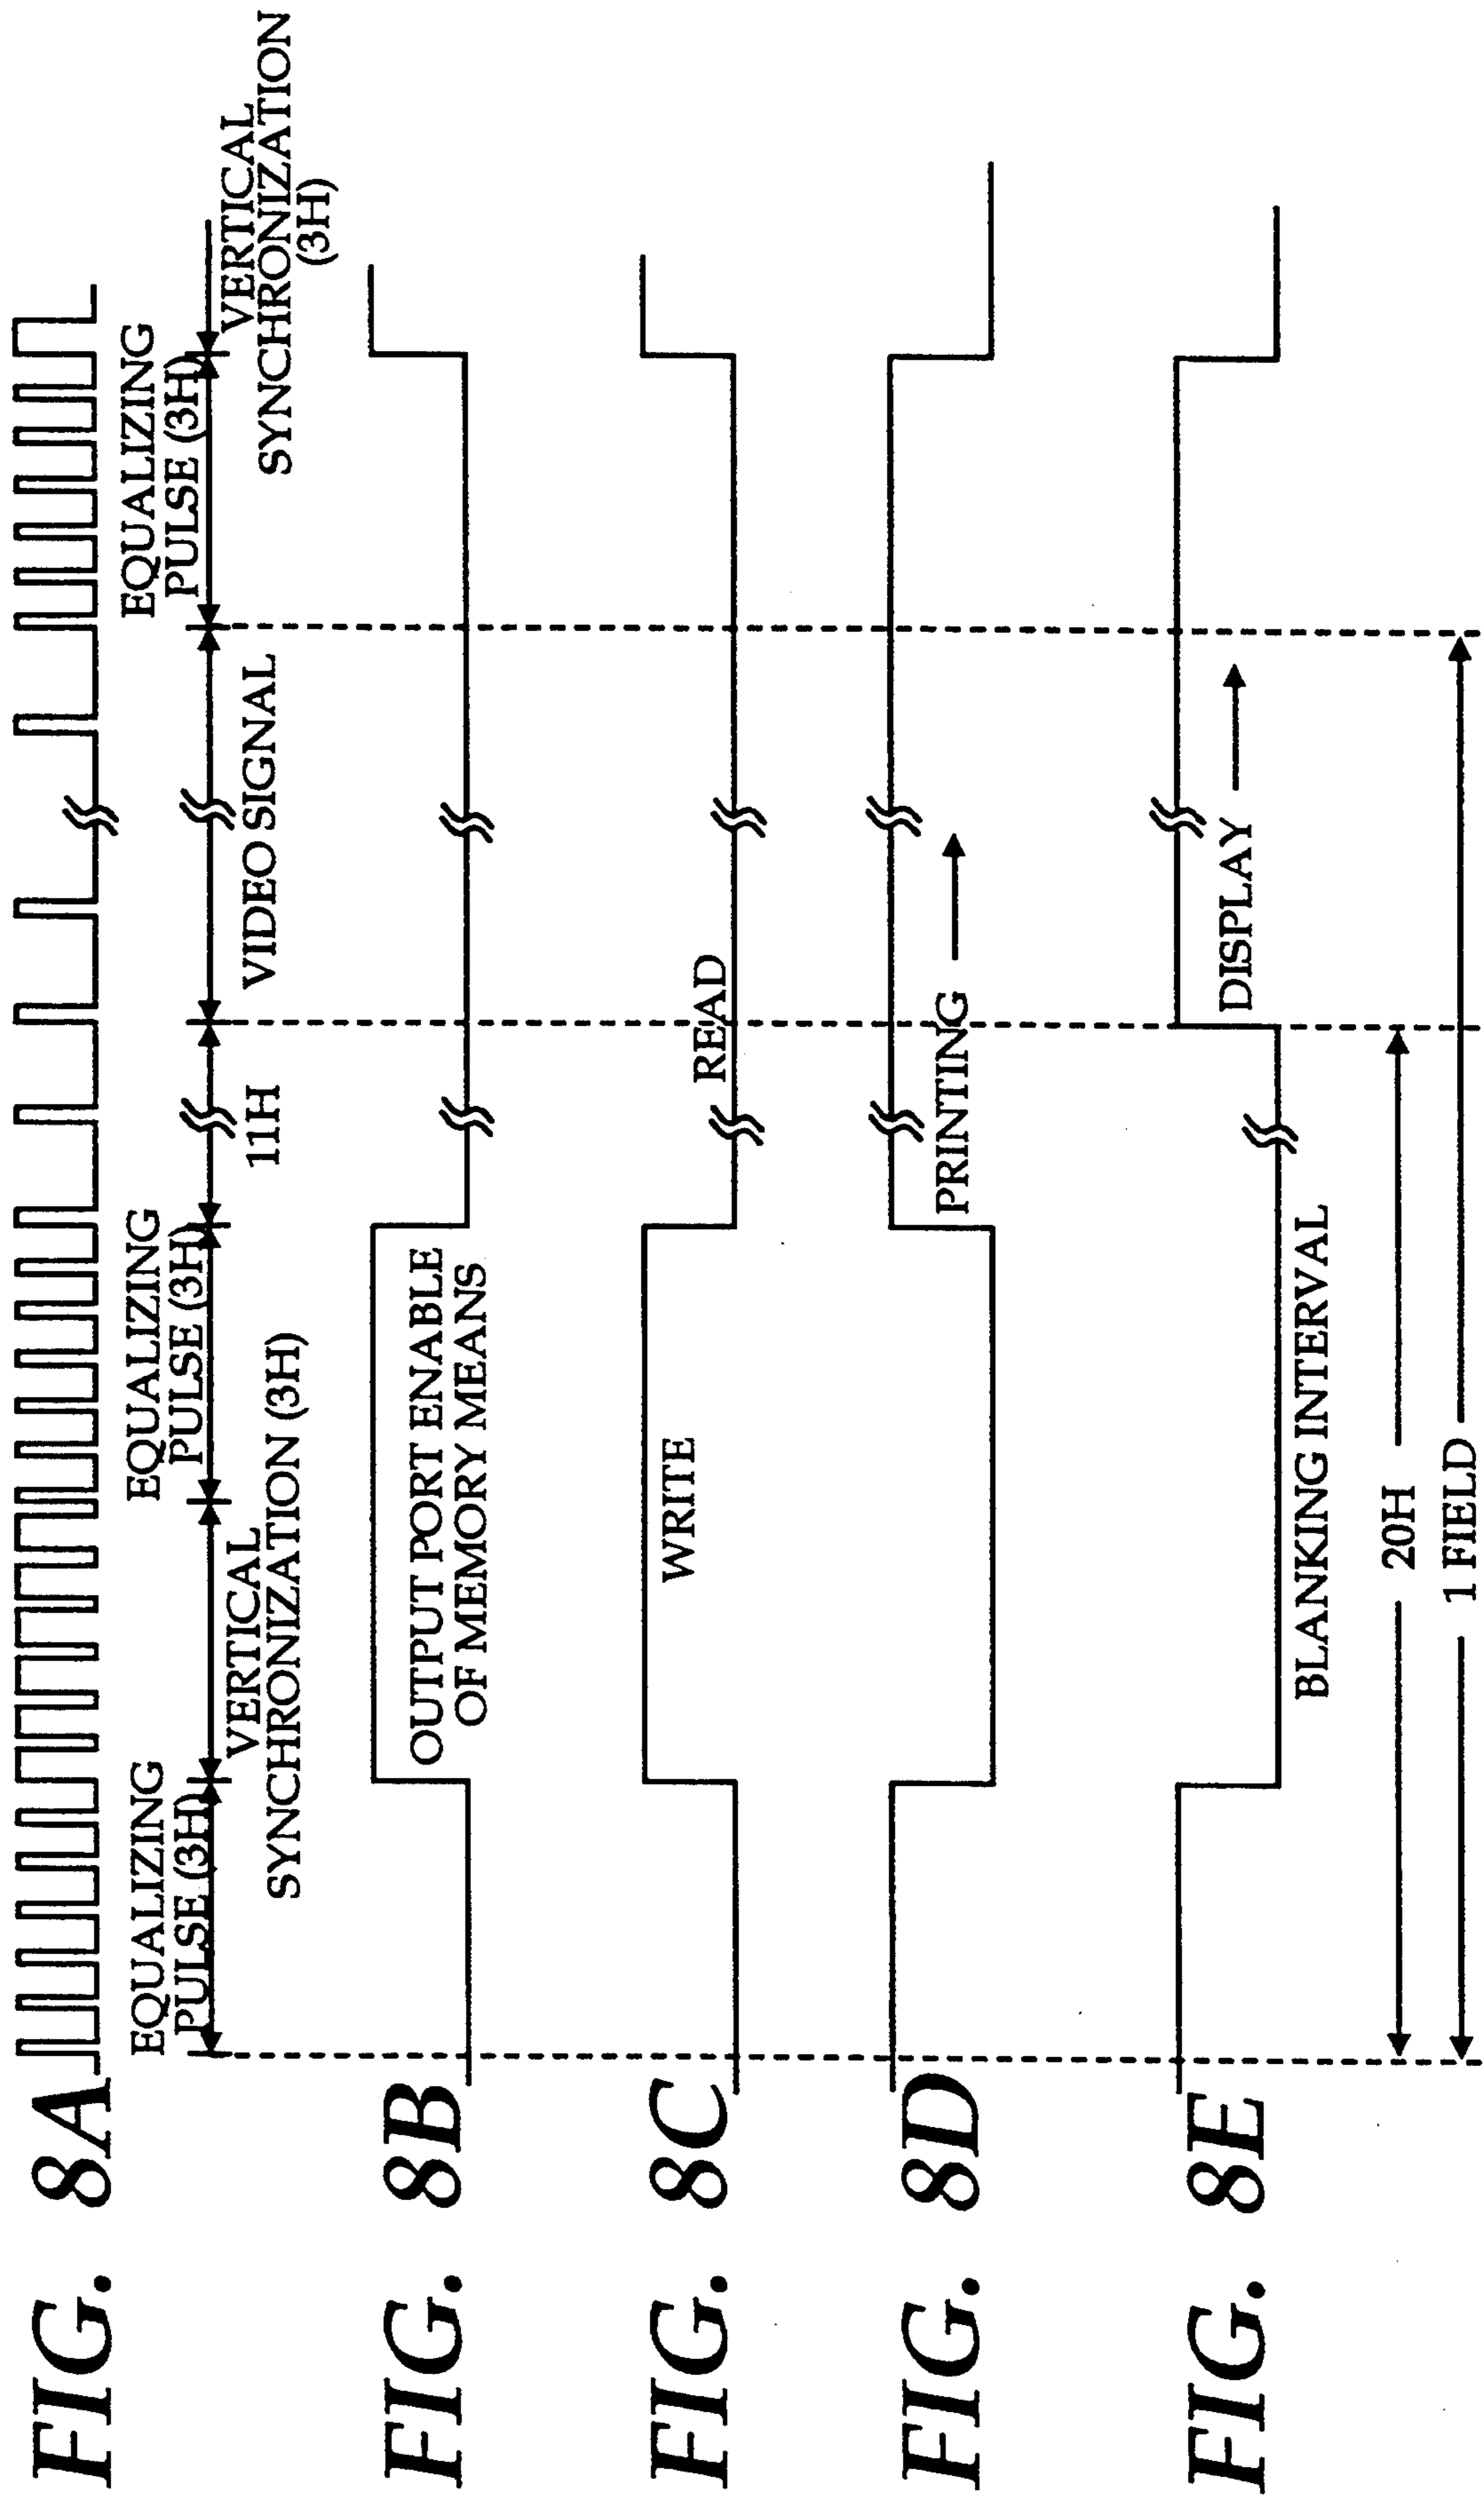 FIG. 8A
EQUALIZING
PULSE (3H)
VERTICAL
SYNCHRONIZATION (3H)
EQUALIZING
PULSE (3H)
11H
VIDEO SIGNAL
EQUALIZING
PULSE (3H)
VERTICAL
SYNCHRONIZATION
(3H)
FIG. 8B
OUTPUT PORT ENABLE
OF MEMORY MEANS
FIG. 8C
WRITE
READ
FIG. 8D
PRINTING
FIG. 8E
BLANKING INTERVAL
DISPLAY
20H
1 FIELD